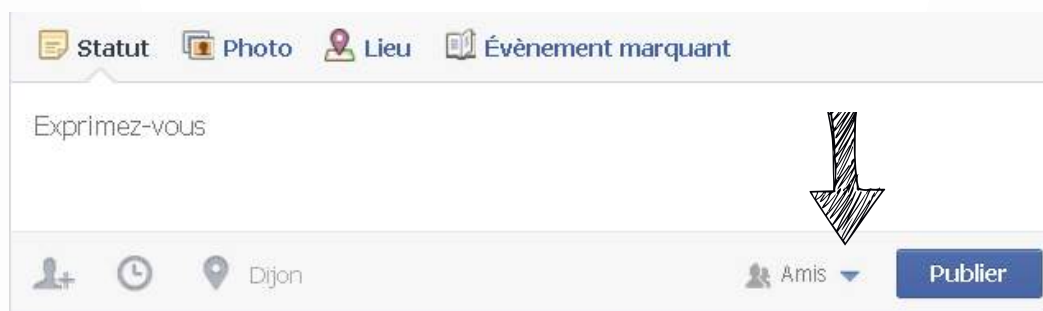 Statut Photo Lieu Évènement marquant
Exprimez-vous
Dijon Amis Publier